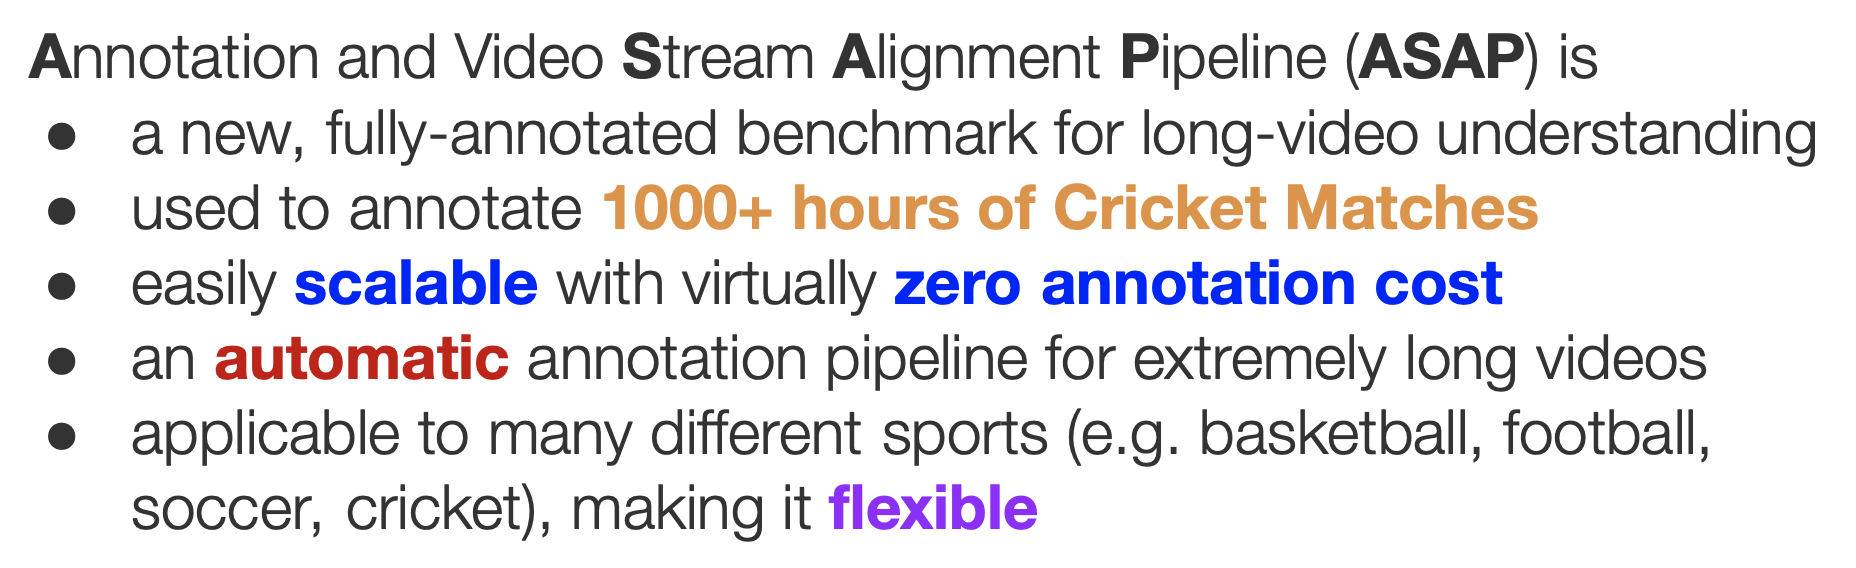 Annotation and Video Stream Alignment Pipeline (ASAP) is
● a new, fully-annotated benchmark for long-video understanding
● used to annotate 1000+ hours of Cricket Matches
● easily scalable with virtually zero annotation cost
● an automatic annotation pipeline for extremely long videos
● applicable to many different sports (e.g. basketball, football,
soccer, cricket), making it flexible